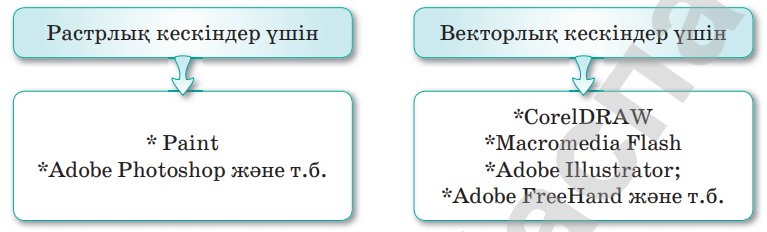 Растрлық кескіндер үшін
* Paint
*Adobe Photoshop және т.б.
Векторлық кескіндер үшін
*CorelDRAW
*Macromedia Flash
*Adobe Illustrator;
*Adobe FreeHand және т.б.